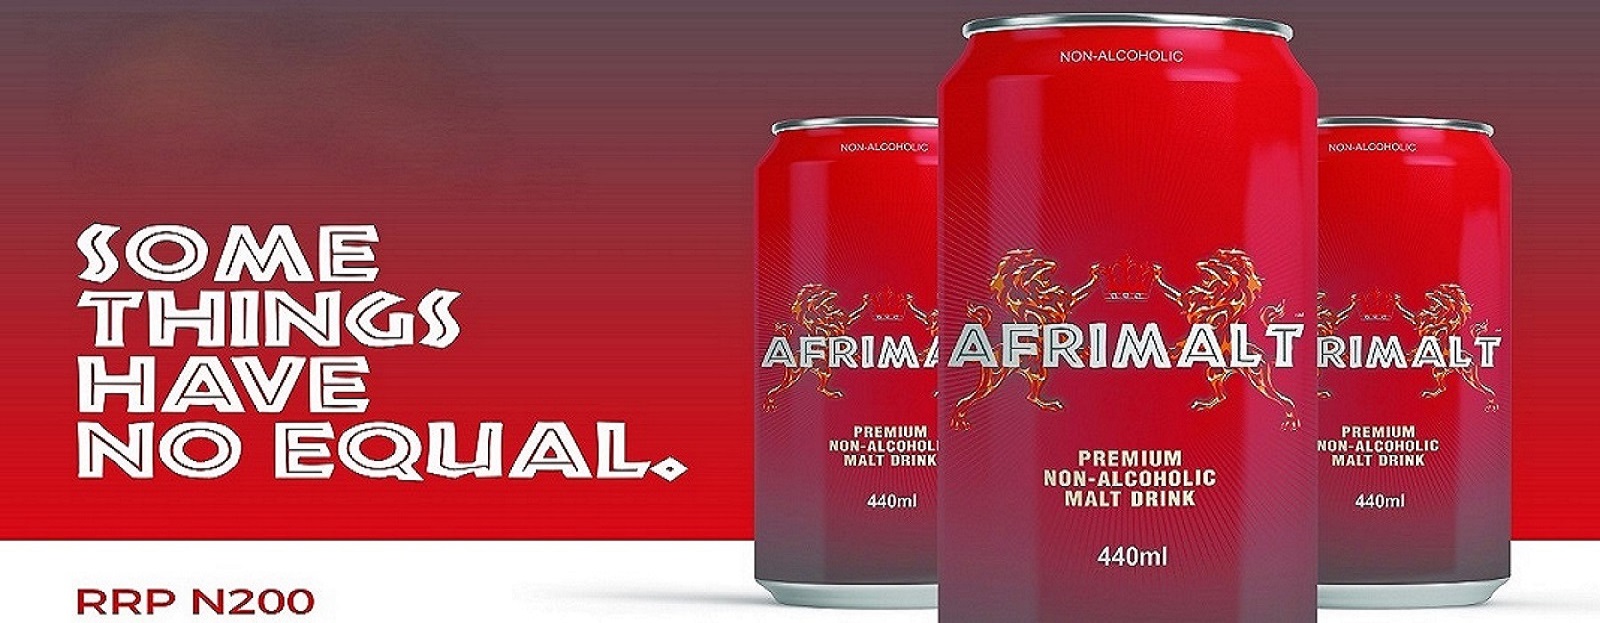 SOME
THINGS
HAVE
NO EQUAL.
RRP N200
NON-ALCOHOLIC
AFRIMA
PREMIUM
NON-ALCOHOLI
MALT DRINK
440ml
NON-ALCOHOLIC
AFRIMALT
PREMIUM
NON-ALCOHOLIC
MALT DRINK
440ml
NON-ALCOHOLIC
RIMALT
PREMIUM
NON-ALCOHOLIC
MALT DRINK
440ml